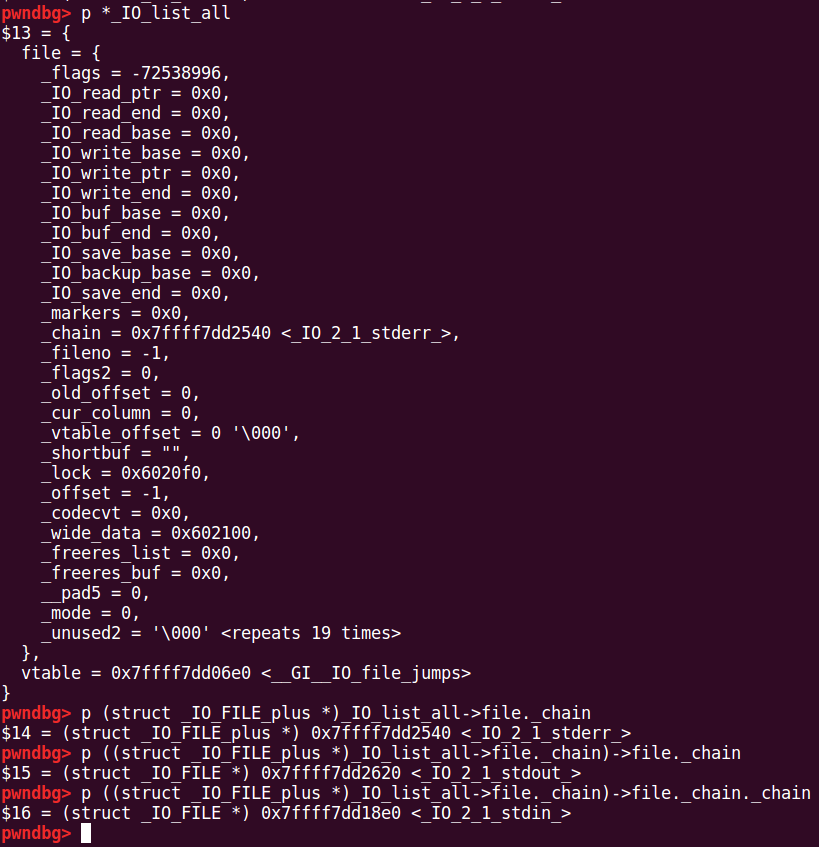 pwndbg> p *_IO_list_all
$13 = {
  file = {
    _flags = -72538996,
    _IO_read_ptr = 0x0,
    _IO_read_end = 0x0,
    _IO_read_base = 0x0,
    _IO_write_base = 0x0,
    _IO_write_ptr = 0x0,
    _IO_write_end = 0x0,
    _IO_buf_base = 0x0,
    _IO_buf_end = 0x0,
    _IO_save_base = 0x0,
    _IO_backup_base = 0x0,
    _IO_save_end = 0x0,
    _markers = 0x0,
    _chain = 0x7ffff7dd2540 <_IO_2_1_stderr_>,
    _fileno = -1,
    _flags2 = 0,
    _old_offset = 0,
    _cur_column = 0,
    _vtable_offset = 0 '\000',
    _shortbuf = "",
    _lock = 0x6020f0,
    _offset = -1,
    _codecvt = 0x0,
    _wide_data = 0x602100,
    _freeres_list = 0x0,
    _freeres_buf = 0x0,
    __pad5 = 0,
    _mode = 0,
    _unused2 = '\000' <repeats 19 times>
  },
  vtable = 0x7ffff7dd06e0 <__GI__IO_file_jumps>
}
pwndbg> p (struct _IO_FILE_plus *)_IO_list_all->file._chain
$14 = (struct _IO_FILE_plus *) 0x7ffff7dd2540 <_IO_2_1_stderr_>
pwndbg> p ((struct _IO_FILE_plus *)_IO_list_all->file._chain)->file._chain
$15 = (struct _IO_FILE *) 0x7ffff7dd2620 <_IO_2_1_stdout_>
pwndbg> p ((struct _IO_FILE_plus *)_IO_list_all->file._chain)->file._chain._chain
$16 = (struct _IO_FILE *) 0x7ffff7dd18e0 <_IO_2_1_stdin_>
pwndbg>